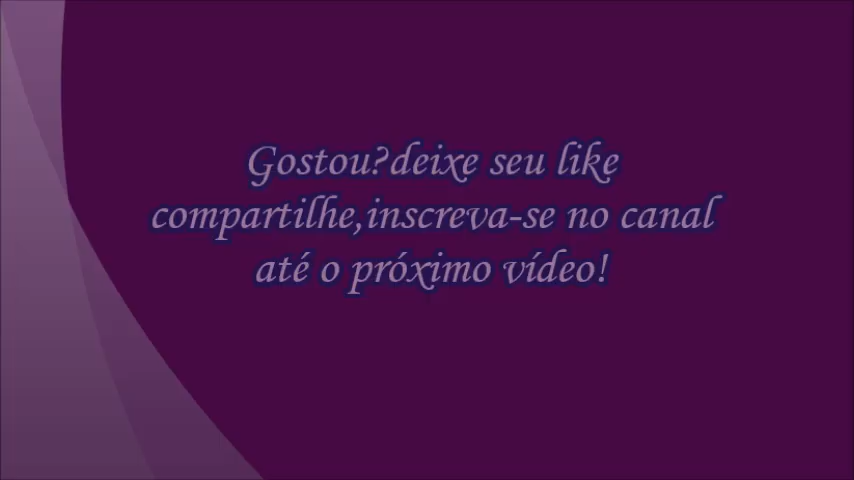 Gostou?deixe seu like
compartilhe,inscreva-se no canal
até o próximo vídeo!